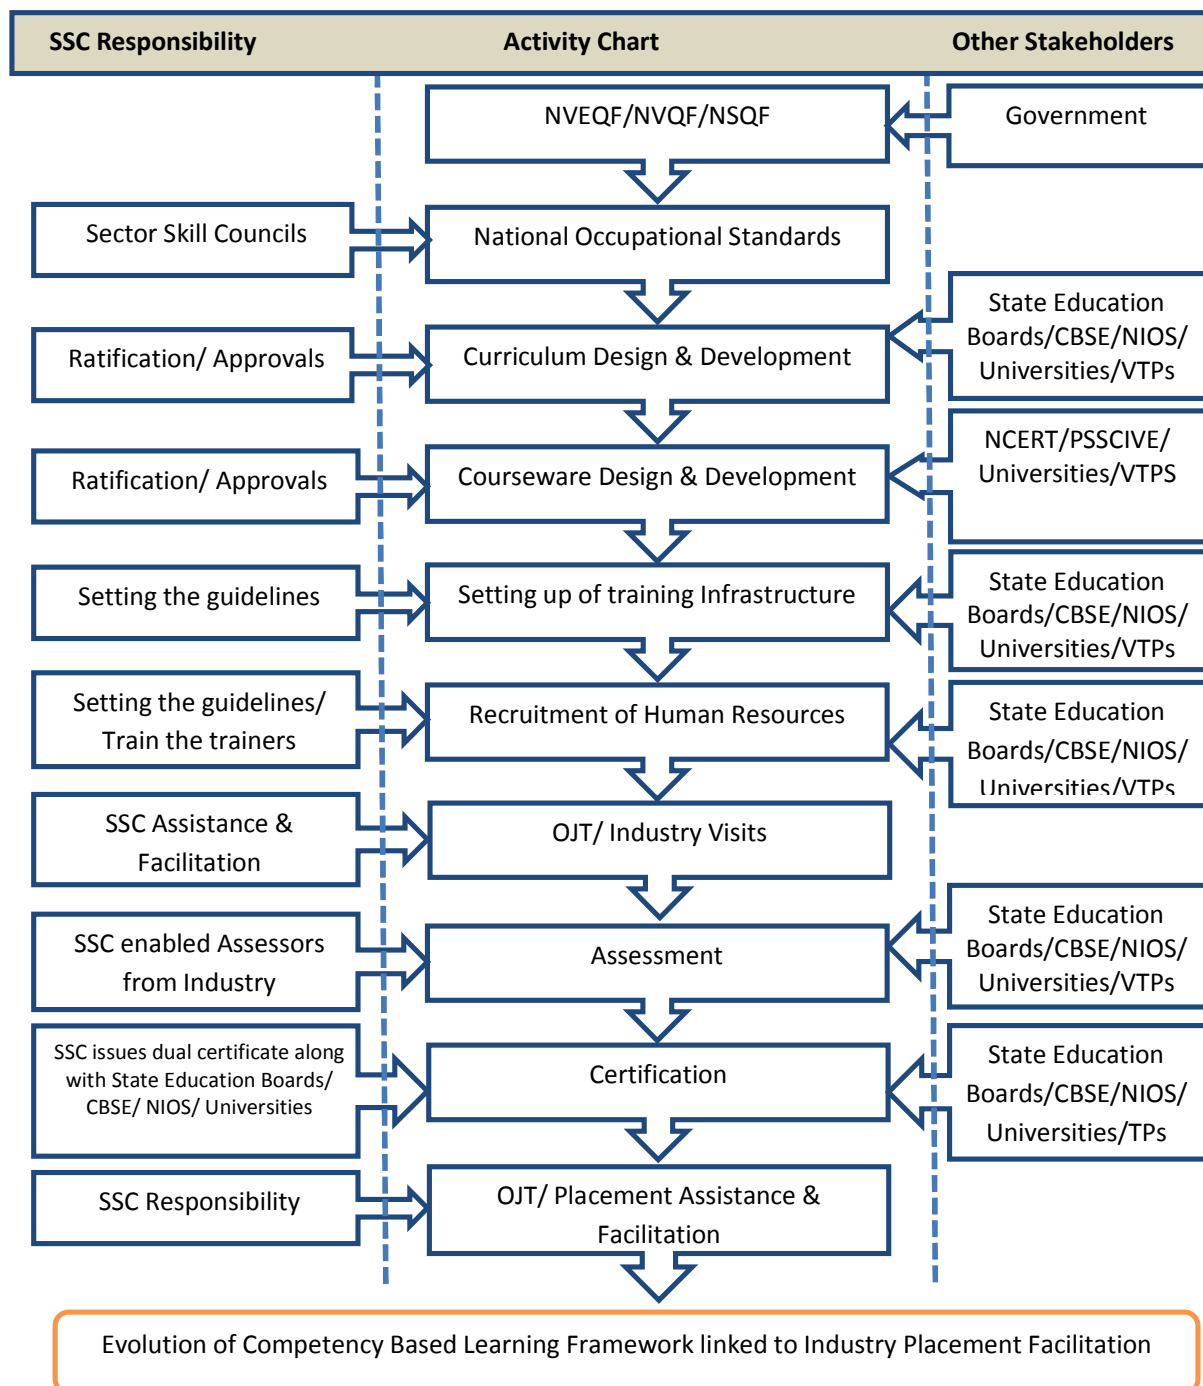 SSC Responsibility
Activity Chart
Other Stakeholders
NVEQF/NVQF/NSQF
Government
Sector Skill Councils
National Occupational Standards
State Education
Boards/CBSE/NIOS/
Universities/VTPs
Ratification/ Approvals
Curriculum Design & Development
NCERT/PSSCIVE/
Universities/VTPS
Ratification/ Approvals
Courseware Design & Development
Setting the guidelines
Setting up of training Infrastructure
State Education
Boards/CBSE/NIOS/
Universities/VTPs
Setting the guidelines/
Train the trainers
Recruitment of Human Resources
State Education
Boards/CBSE/NIOS/
Universities/VTPs
SSC Assistance &
Facilitation
OJT/ Industry Visits
SSC enabled Assessors
from Industry
Assessment
State Education
Boards/CBSE/NIOS/
Universities/VTPs
SSC issues dual certificate along
with State Education Boards/
CBSE/ NIOS/ Universities
Certification
State Education
Boards/CBSE/NIOS/
Universities/TPs
SSC Responsibility
OJT/ Placement Assistance &
Facilitation
Evolution of Competency Based Learning Framework linked to Industry Placement Facilitation